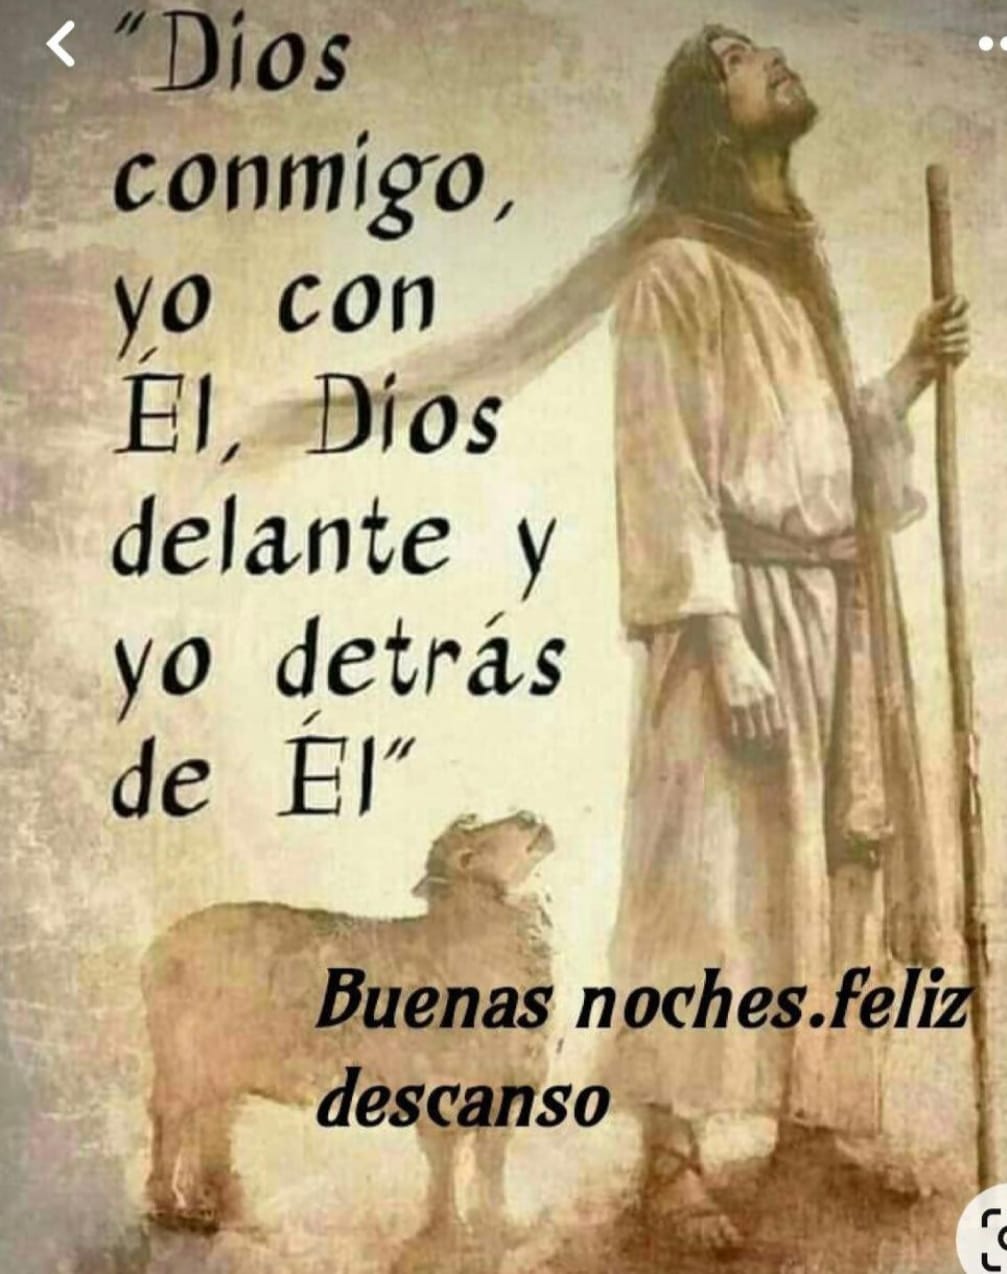 “Dios
conmigo,
yo con
Él, Dios
delante y
yo detrás
de Él”
Buenas noches.feliz
descanso